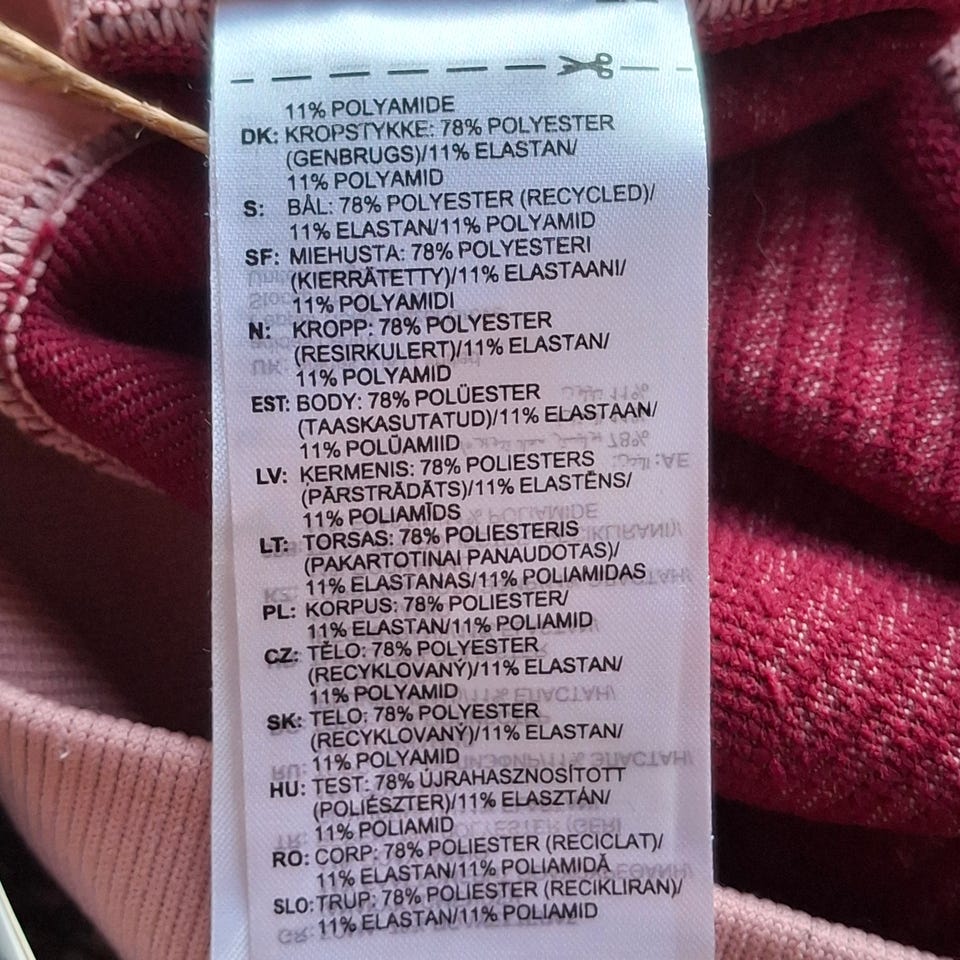 11% POLYAMIDE
DK: KROPSTYKKE: 78% POLYESTER
(GENBRUGS)/11% ELASTAN/
11% POLYAMID
S: BÅL: 78% POLYESTER (RECYCLED)/
11% ELASTAN/11% POLYAMID
SF: MIEHUSTA: 78% POLYESTERI
(KIERRÄTETTY)/11% ELASTAANI/
11% POLYAMIDI
N: KROPP: 78% POLYESTER
(RESIRKULERT)/11% ELASTAN/
11% POLYAMID
EST: BODY: 78% POLÜESTER
(TAASKASUTATUD)/11% ELASTAAN/
11% POLÜAMIID
LV: ĶERMENIS: 78% POLIESTERS
(PĀRSTRĀDĀTS)/11% ELASTĒNS/
11% POLIAMĪDS
LT: TORSAS: 78% POLIESTERIS
(PAKARTOTINAI PANAUDOTAS)/
11% ELASTANAS/11% POLIAMIDAS
PL: KORPUS: 78% POLIESTER/
11% ELASTAN/11% POLIAMID
CZ: TĚLO: 78% POLYESTER
(RECYKLOVANÝ)/11% ELASTAN/
11% POLYAMID
SK: TELO: 78% POLYESTER
(RECYKLOVANÝ)/11% ELASTAN/
11% POLYAMID
HU: TEST: 78% ÚJRAHASZNOSÍTOTT
(POLIÉSZTER)/11% ELASZTÁN/
11% POLIAMID
RO: CORP: 78% POLIESTER (RECICLAT)/
11% ELASTAN/11% POLIAMIDĂ
SLO: TRUP: 78% POLIESTER (RECIKLIRAN)/
11% ELASTAN/11% POLIAMID